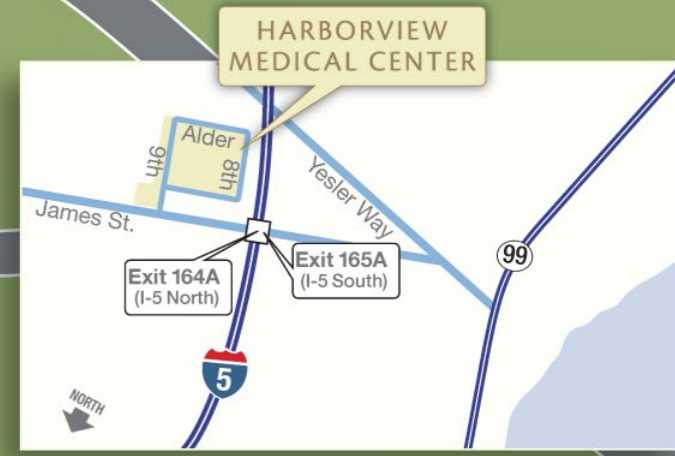 HARBORVIEW
MEDICAL CENTER
Alder
9th
8th
Yesler Way
James St.
99
Exit 164A
(I-5 North)
Exit 165A
(I-5 South)
5
NORTH